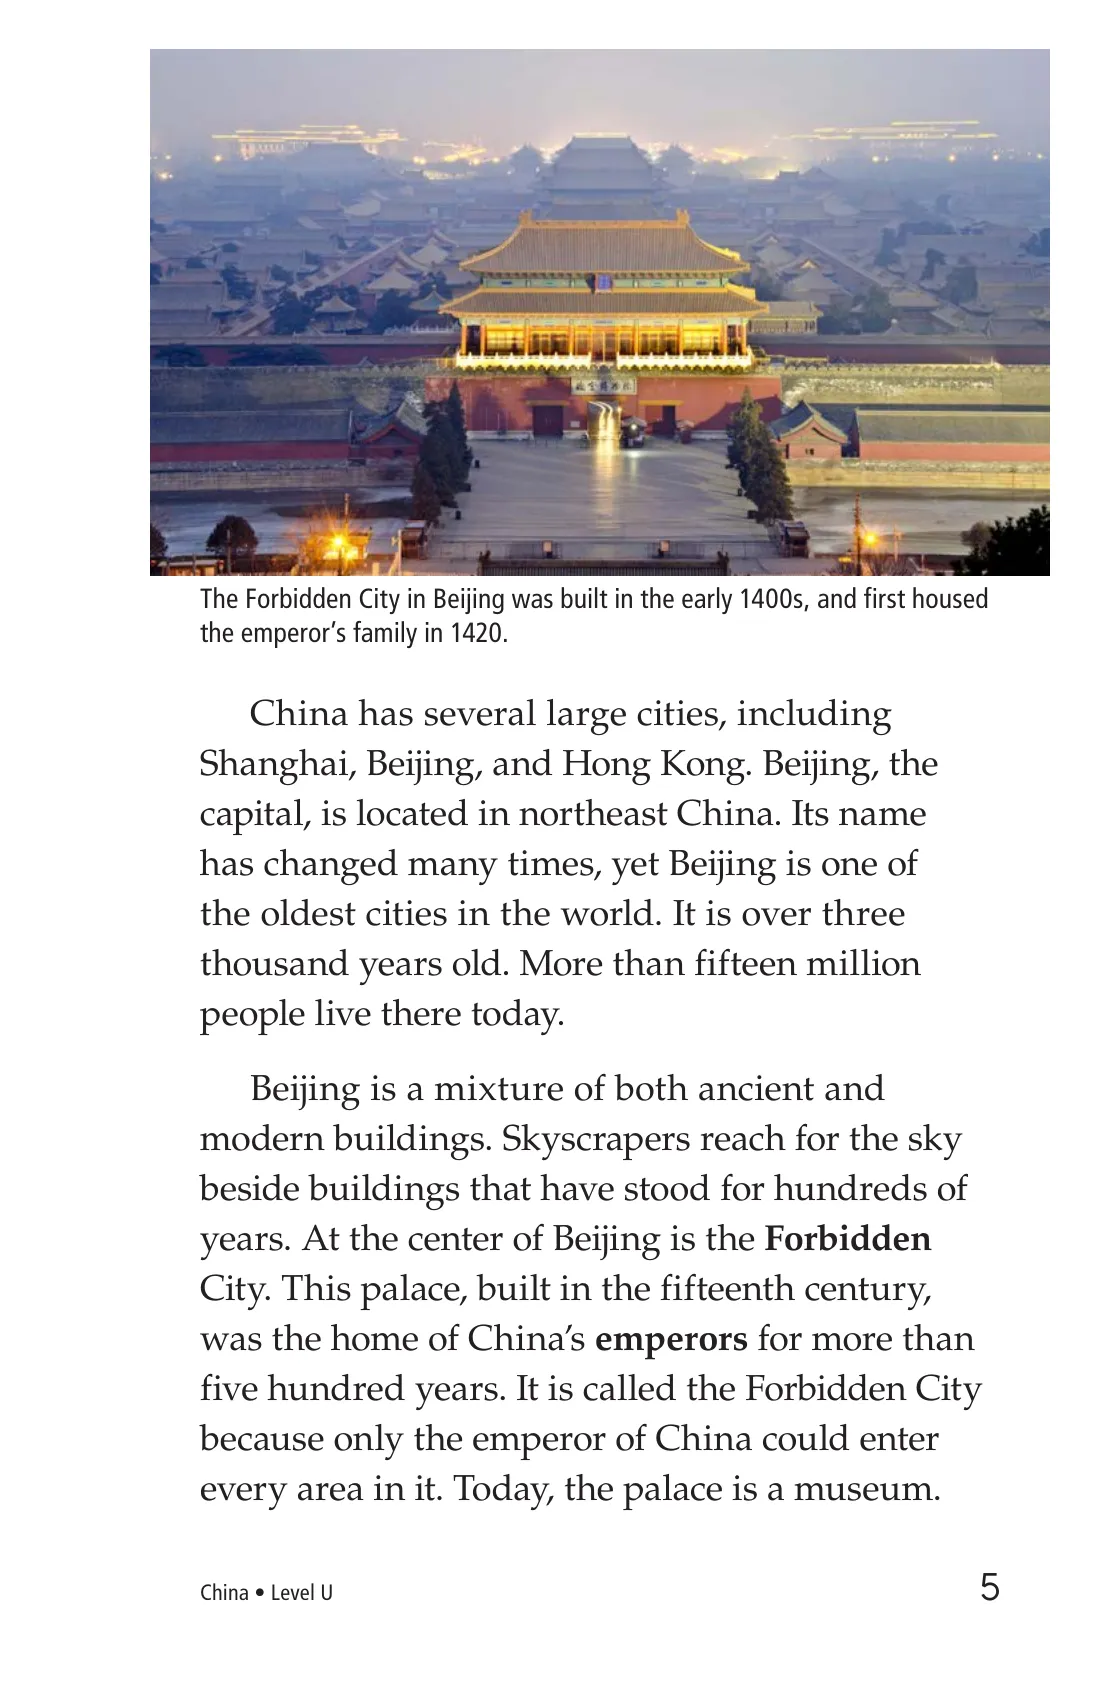 The Forbidden City in Beijing was built in the early 1400s, and first housed
the emperor’s family in 1420.
China has several large cities, including
Shanghai, Beijing, and Hong Kong. Beijing, the
capital, is located in northeast China. Its name
has changed many times, yet Beijing is one of
the oldest cities in the world. It is over three
thousand years old. More than fifteen million
people live there today.
Beijing is a mixture of both ancient and
modern buildings. Skyscrapers reach for the sky
beside buildings that have stood for hundreds of
years. At the center of Beijing is the Forbidden
City. This palace, built in the fifteenth century,
was the home of China’s emperors for more than
five hundred years. It is called the Forbidden City
because only the emperor of China could enter
every area in it. Today, the palace is a museum.
China • Level U 5